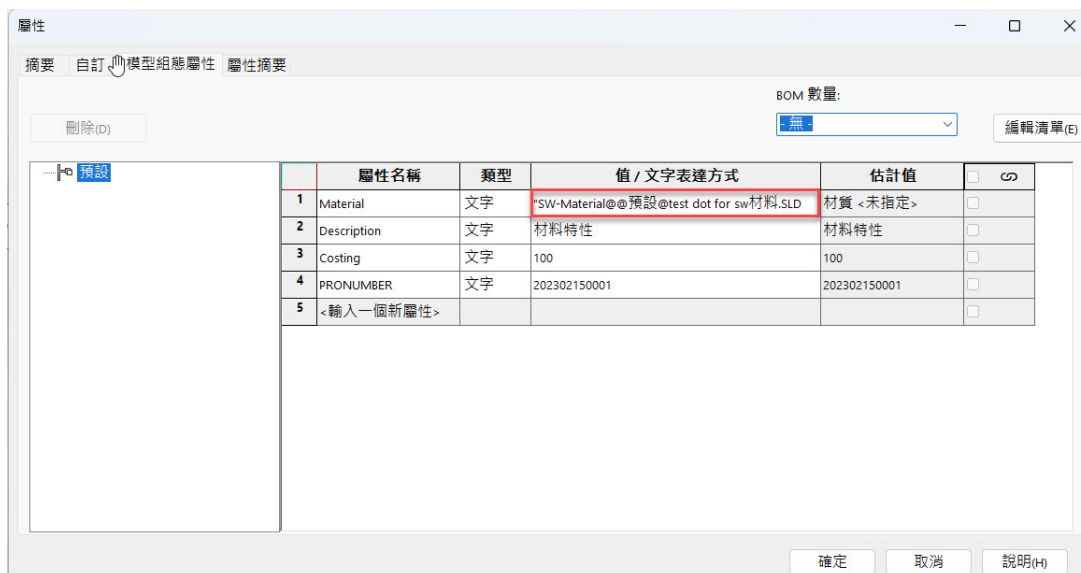 屬性
摘要 自訂 模型組態屬性 屬性摘要
BOM 數量:
刪除(D) - 無 - 編輯清單(E)
預設
屬性名稱 類型 值 / 文字表達方式 估計值
1 Material 文字 "SW-Material@@預設@test dot for sw材料.SLD 材質 <未指定>
2 Description 文字 材料特性 材料特性
3 Costing 文字 100 100
4 PRONUMBER 文字 202302150001 202302150001
5 <輸入一個新屬性>
確定 取消 說明(H)